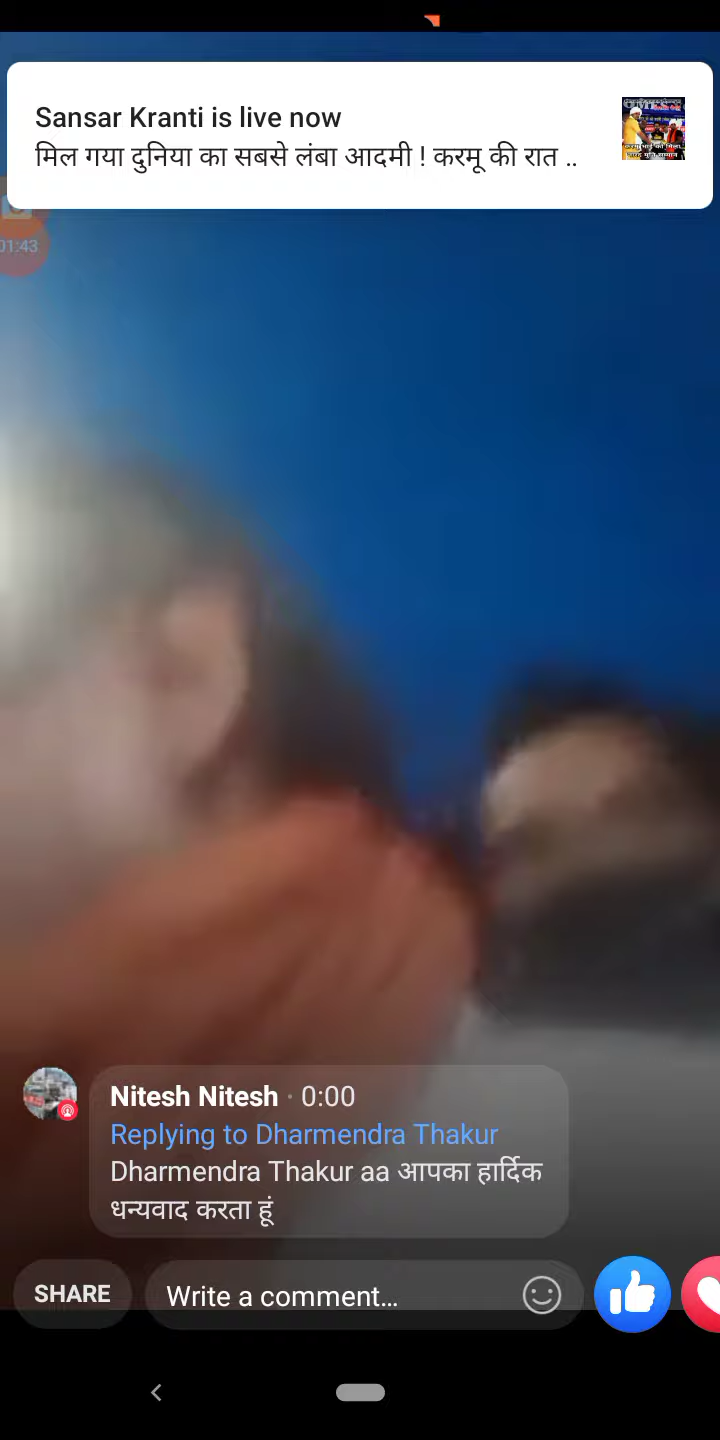 Sansar Kranti is live now
मिल गया दुनिया का सबसे लंबा आदमी ! करमू की रात ..
01:43
Nitesh Nitesh · 0:00
Replying to Dharmendra Thakur
Dharmendra Thakur aa आपका हार्दिक
धन्यवाद करता हूं
SHARE
Write a comment...